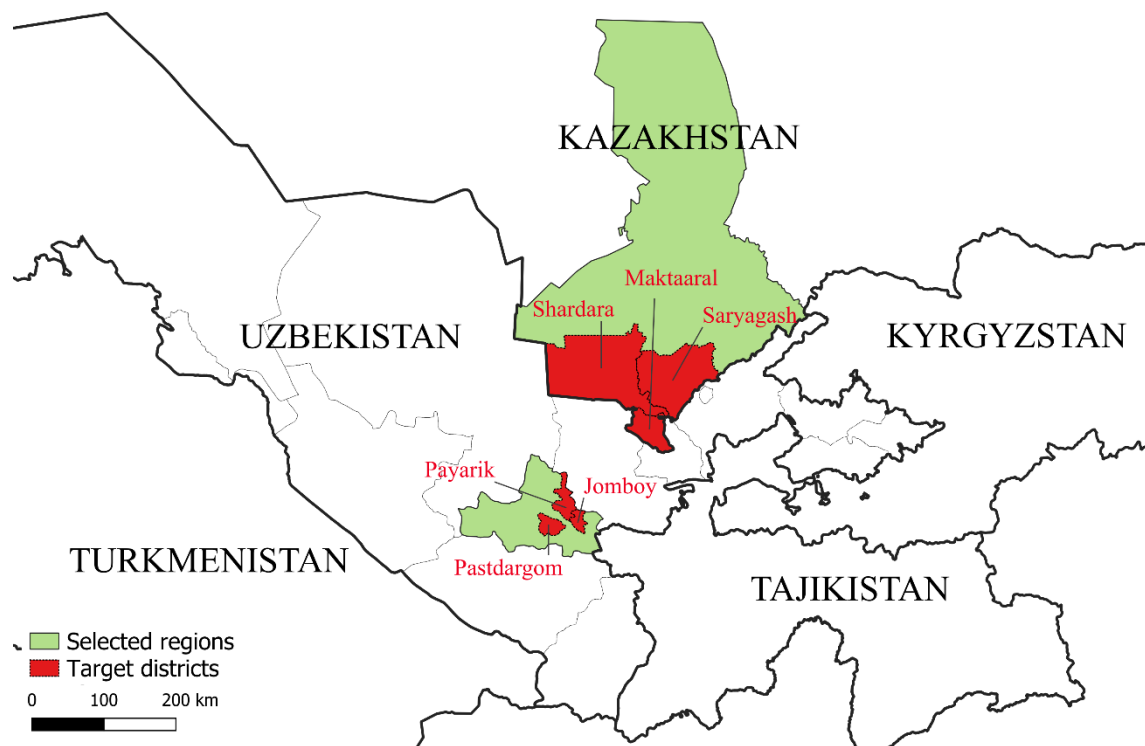 KAZAKHSTAN
Maktaaral
Shardara
Saryagash
UZBEKISTAN
KYRGYZSTAN
Payarik
Jomboy
TURKMENISTAN
Pastdargom
TAJIKISTAN
Selected regions
Target districts
0 100 200 km